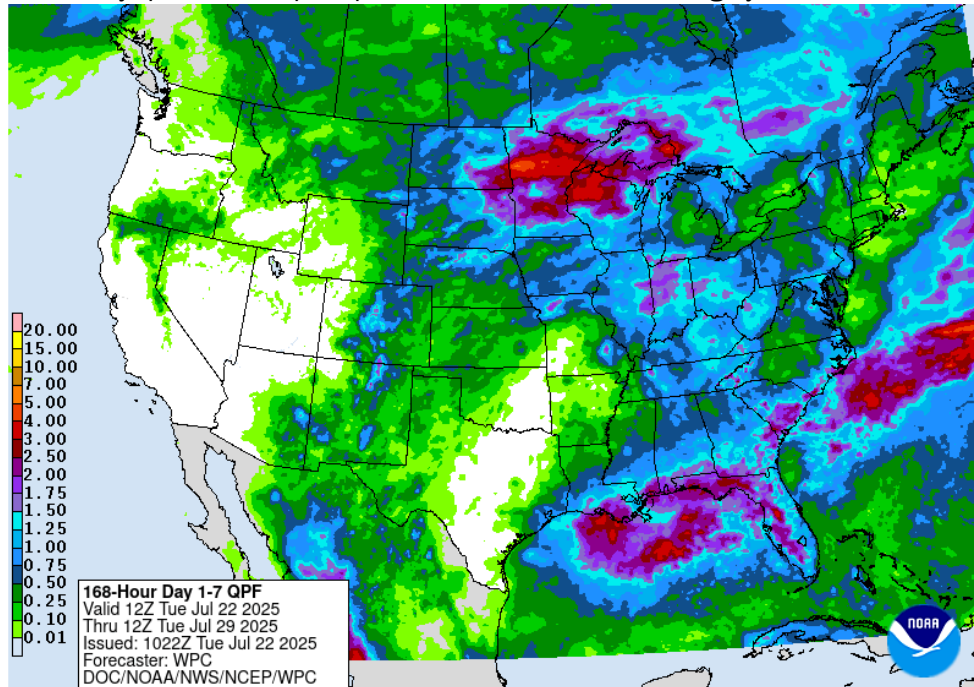 20.00
15.00
10.00
7.00
5.00
4.00
3.00
2.50
2.00
1.75
1.50
1.25
1.00
0.75
0.50
0.25
0.10
0.01
168-Hour Day 1-7 QPF
Valid 12Z Tue Jul 22 2025
Thru 12Z Tue Jul 29 2025
Issued: 1022Z Tue Jul 22 2025
Forecaster: WPC
DOC/NOAA/NWS/NCEP/WPC
NOAA